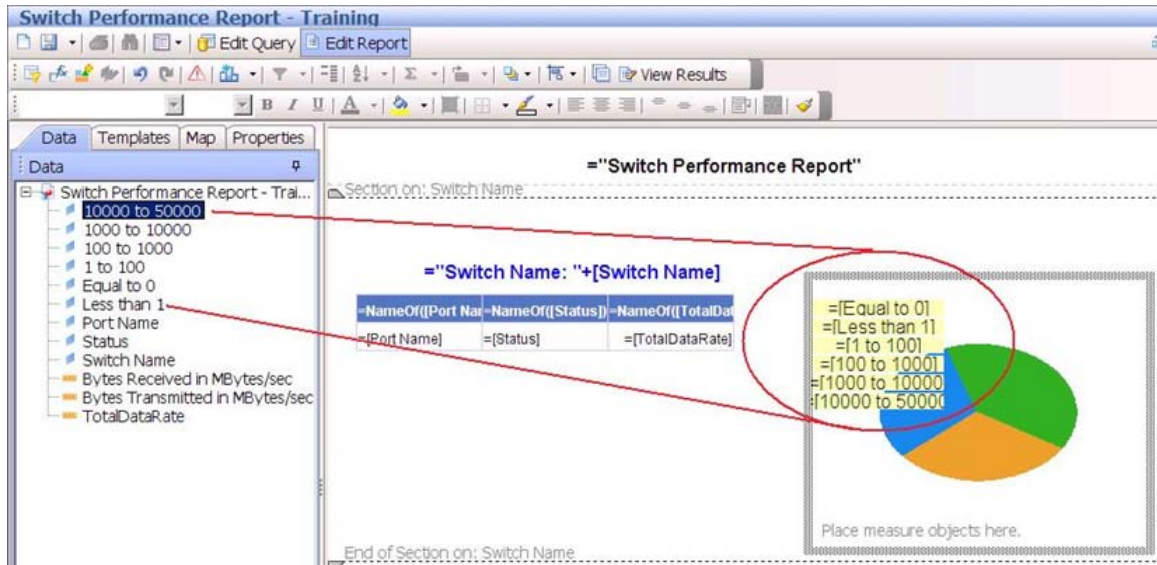 Switch Performance Report - Training
Edit Query Edit Report
View Results
B I U A
Data Templates Map Properties
Data
Switch Performance Report - Trai...
10000 to 50000
1000 to 10000
100 to 1000
1 to 100
Equal to 0
Less than 1
Port Name
Status
Switch Name
Bytes Received in MBytes/sec
Bytes Transmitted in MBytes/sec
TotalDataRate
="Switch Performance Report"
Section on: Switch Name
="Switch Name: "+[Switch Name]
=NameOf([Port Nar =NameOf([Status]) =NameOf([TotalDat
=[Port Name] =[Status] =[TotalDataRate]
=[Equal to 0]
=[Less than 1]
=[1 to 100]
=[100 to 1000]
=[1000 to 10000
=[10000 to 50000
Place measure objects here.
End of Section on: Switch Name